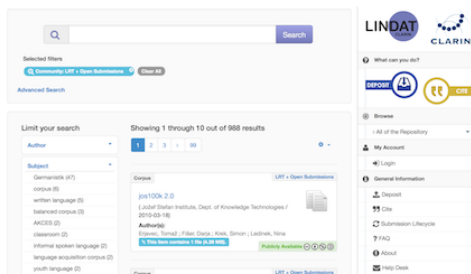 Search
Selected filters
Community: LRT + Open Submissions
Clear All
Advanced Search
Limit your search
Author
Subject
Germanistik (47)
corpus (6)
written language (5)
balanced corpus (3)
AKCES (2)
classroom (2)
informal spoken language (2)
language acquisition corpus (2)
youth language (2)
Showing 1 through 10 out of 988 results
1 2 3 › 99
Corpus
LRT + Open Submissions
jos100k 2.0
( Jožef Stefan Institute, Dept. of Knowledge Technologies /
2010-03-18)
Author(s):
Erjavec, Tomaž ; Fišer, Darja ; Krek, Simon ; Ledinek, Nina
This item contains 1 file (4.39 MB).
Publicly Available
Corpus
LRT + Open Submissions
LINDAT
CLARIN
CLARIN
What can you do?
DEPOSIT
CITE
Browse
All of the Repository
My Account
Login
General Information
Deposit
Cite
Submission Lifecycle
? FAQ
About
Help Desk